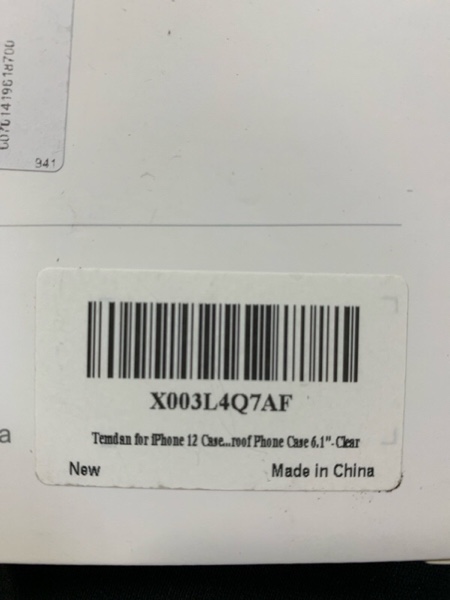 941
X003L4Q7AF
Temdan for iPhone 12 Case...roof Phone Case 6.1"-Clear
New
Made in China
a